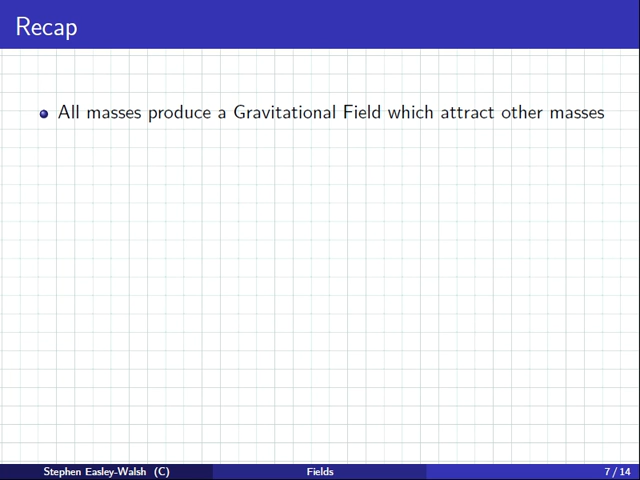 Recap
All masses produce a Gravitational Field which attract other masses
Stephen Easley-Walsh (C) Fields 7 / 14